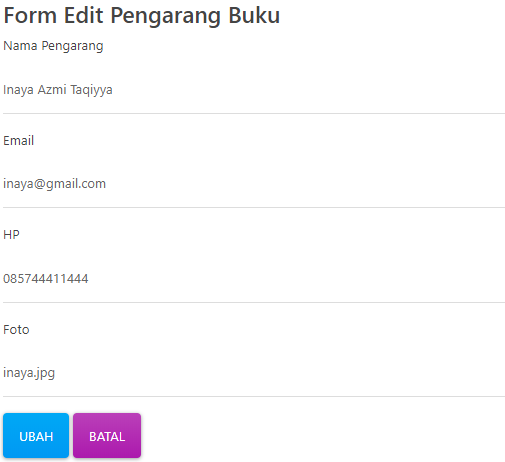 Form Edit Pengarang Buku
Nama Pengarang
Inaya Azmi Taqiyya
Email
inaya@gmail.com
HP
085744411444
Foto
inaya.jpg
UBAH BATAL